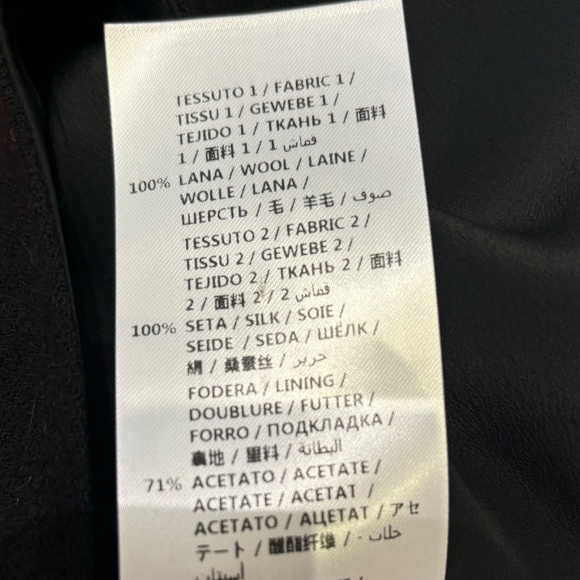 TESSUTO 1 / FABRIC 1 /
TISSU 1 / GEWEBE 1 /
TEJIDO 1 / ТКАНЬ 1 / 面料
1 / 面料 1 / 1 قماش
100% LANA / WOOL / LAINE /
WOLLE / LANA /
ШЕРСТЬ / 毛 / 羊毛 / صوف
TESSUTO 2 / FABRIC 2 /
TISSU 2 / GEWEBE 2 /
TEJIDO 2 / ТКАНЬ 2 / 面料
2 / 面料 2 / 2 قماش
100% SETA / SILK / SOIE /
SEIDE / SEDA / ШЁЛК /
絹 / 桑蚕丝 / حرير
FODERA / LINING /
DOUBLURE / FUTTER /
FORRO / ПОДКЛАДКА /
裏地 / 里料 / البطانة
71% ACETATO / ACETATE /
ACETATE / ACETAT /
ACETATO / АЦЕТАТ / アセ
テート / 醋酯纤维 / خلات -
أسيتات